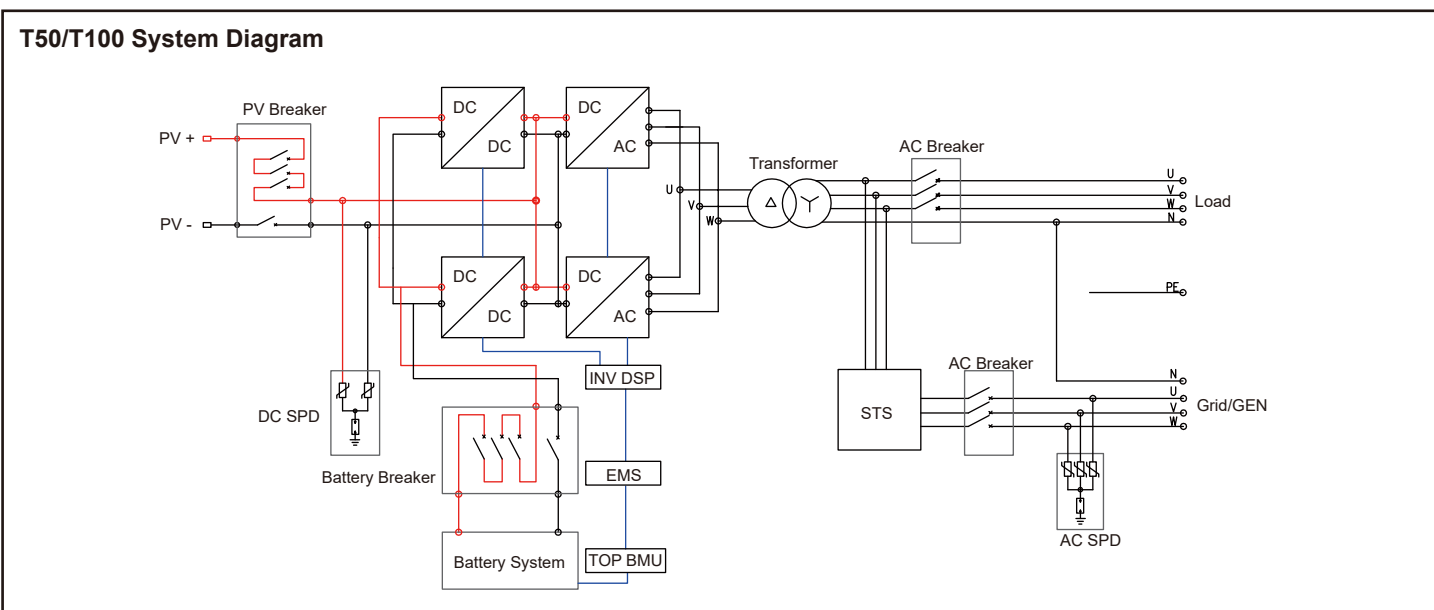 T50/T100 System Diagram
PV Breaker
PV +
PV -
DC
DC
DC
AC
DC
DC
DC
AC
U
V
W
Transformer
Δ
Y
AC Breaker
U
V
W
N
Load
PE
DC SPD
INV DSP
Battery Breaker
EMS
Battery System
TOP BMU
STS
AC Breaker
N
U
V
W
Grid/GEN
AC SPD